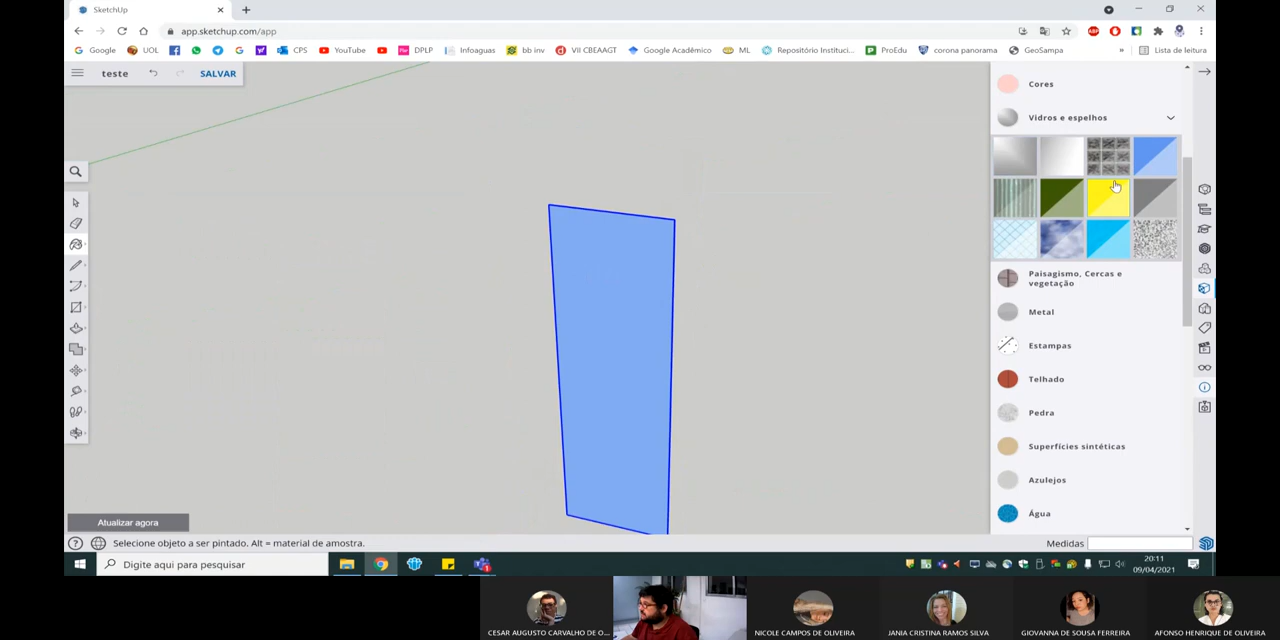 SketchUp
app.sketchup.com/app
Google
UOL
CPS
YouTube
DPLP
Infoaguas
bb inv
VII CBEAAGT
Google Acadêmico
ML
Repositório Instituci...
ProEdu
corona panorama
GeoSampa
»
Lista de leitura
teste
SALVAR
Cores
Vidros e espelhos
Paisagismo, Cercas e
vegetação
Metal
Estampas
Telhado
Pedra
Superfícies sintéticas
Azulejos
Água
Atualizar agora
Selecione objeto a ser pintado. Alt = material de amostra.
Medidas
Digite aqui para pesquisar
20:11
09/04/2021
CESAR AUGUSTO CARVALHO DE O...
NICOLE CAMPOS DE OLIVEIRA
JANIA CRISTINA RAMOS SILVA
GIOVANNA DE SOUSA FERREIRA
AFONSO HENRIQUE DE OLIVEIRA